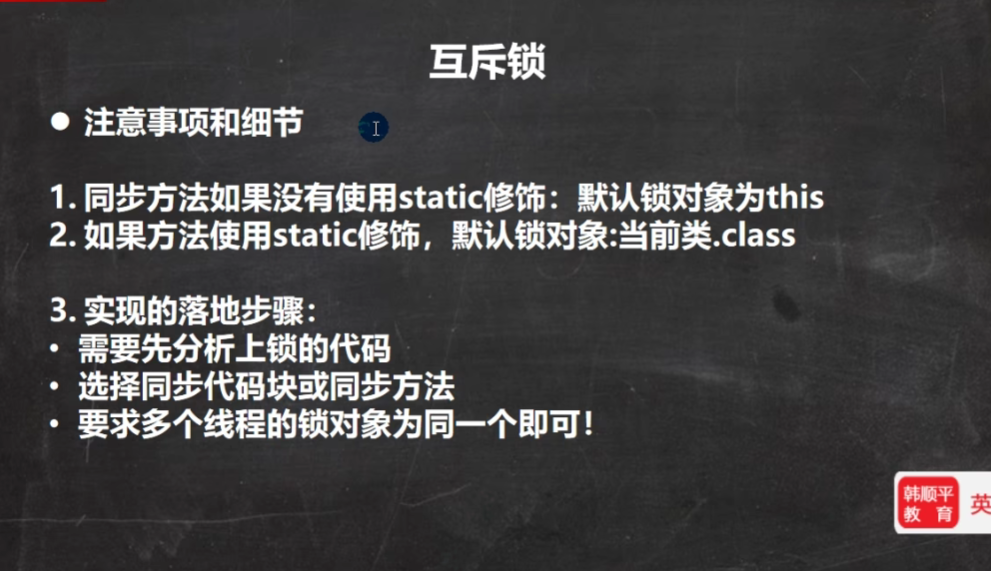 互斥锁
● 注意事项和细节
1. 同步方法如果没有使用static修饰：默认锁对象为this
2. 如果方法使用static修饰，默认锁对象:当前类.class
3. 实现的落地步骤：
• 需要先分析上锁的代码
• 选择同步代码块或同步方法
• 要求多个线程的锁对象为同一个即可！
韩顺平
教 育
英